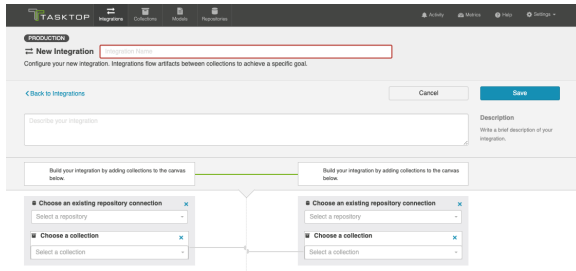 TASKTOP
Integrations Collections Models Repositories
Activity Metrics Help Settings
PRODUCTION
New Integration Integration Name
Configure your new integration. Integrations flow artifacts between collections to achieve a specific goal.
Back to Integrations Cancel Save
Describe your integration
Description
Write a brief description of your
integration.
Build your integration by adding collections to the canvas
below.
Build your integration by adding collections to the canvas
below.
Choose an existing repository connection
Select a repository
Choose a collection
Select a collection
Choose an existing repository connection
Select a repository
Choose a collection
Select a collection